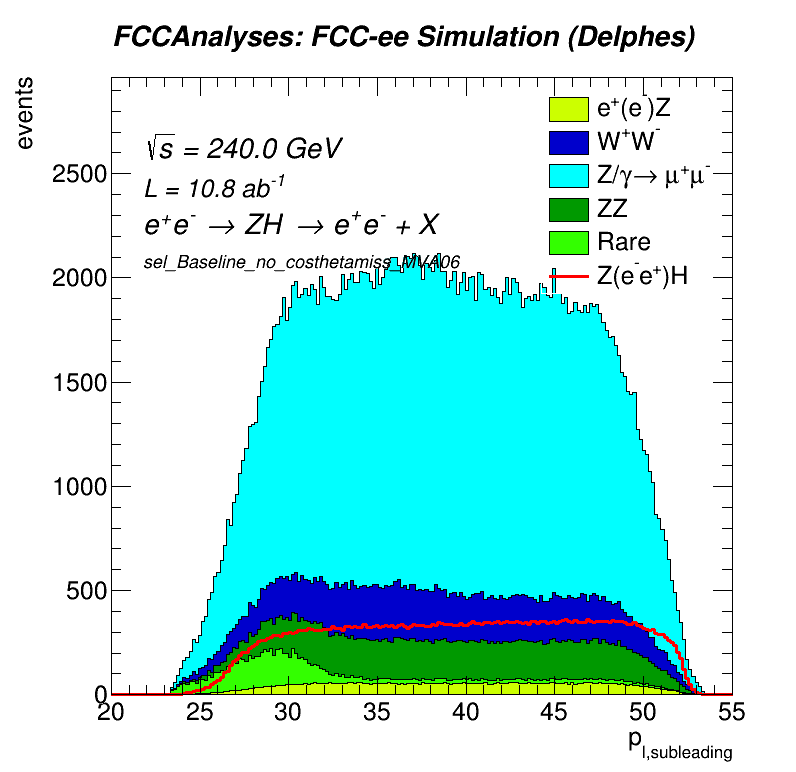 FCCAnalyses: FCC-ee Simulation (Delphes)
events
√s = 240.0 GeV
L = 10.8 ab⁻¹
e⁺e⁻ → ZH → e⁺e⁻ + X
sel_Baseline_no_costhetamiss_MVA06
e⁺(e⁻)Z
W⁺W⁻
Z/γ→ μ⁺μ⁻
ZZ
Rare
Z(e⁻e⁺)H
2500
2000
1500
1000
500
0
20 25 30 35 40 45 50 55
p_l,subleading